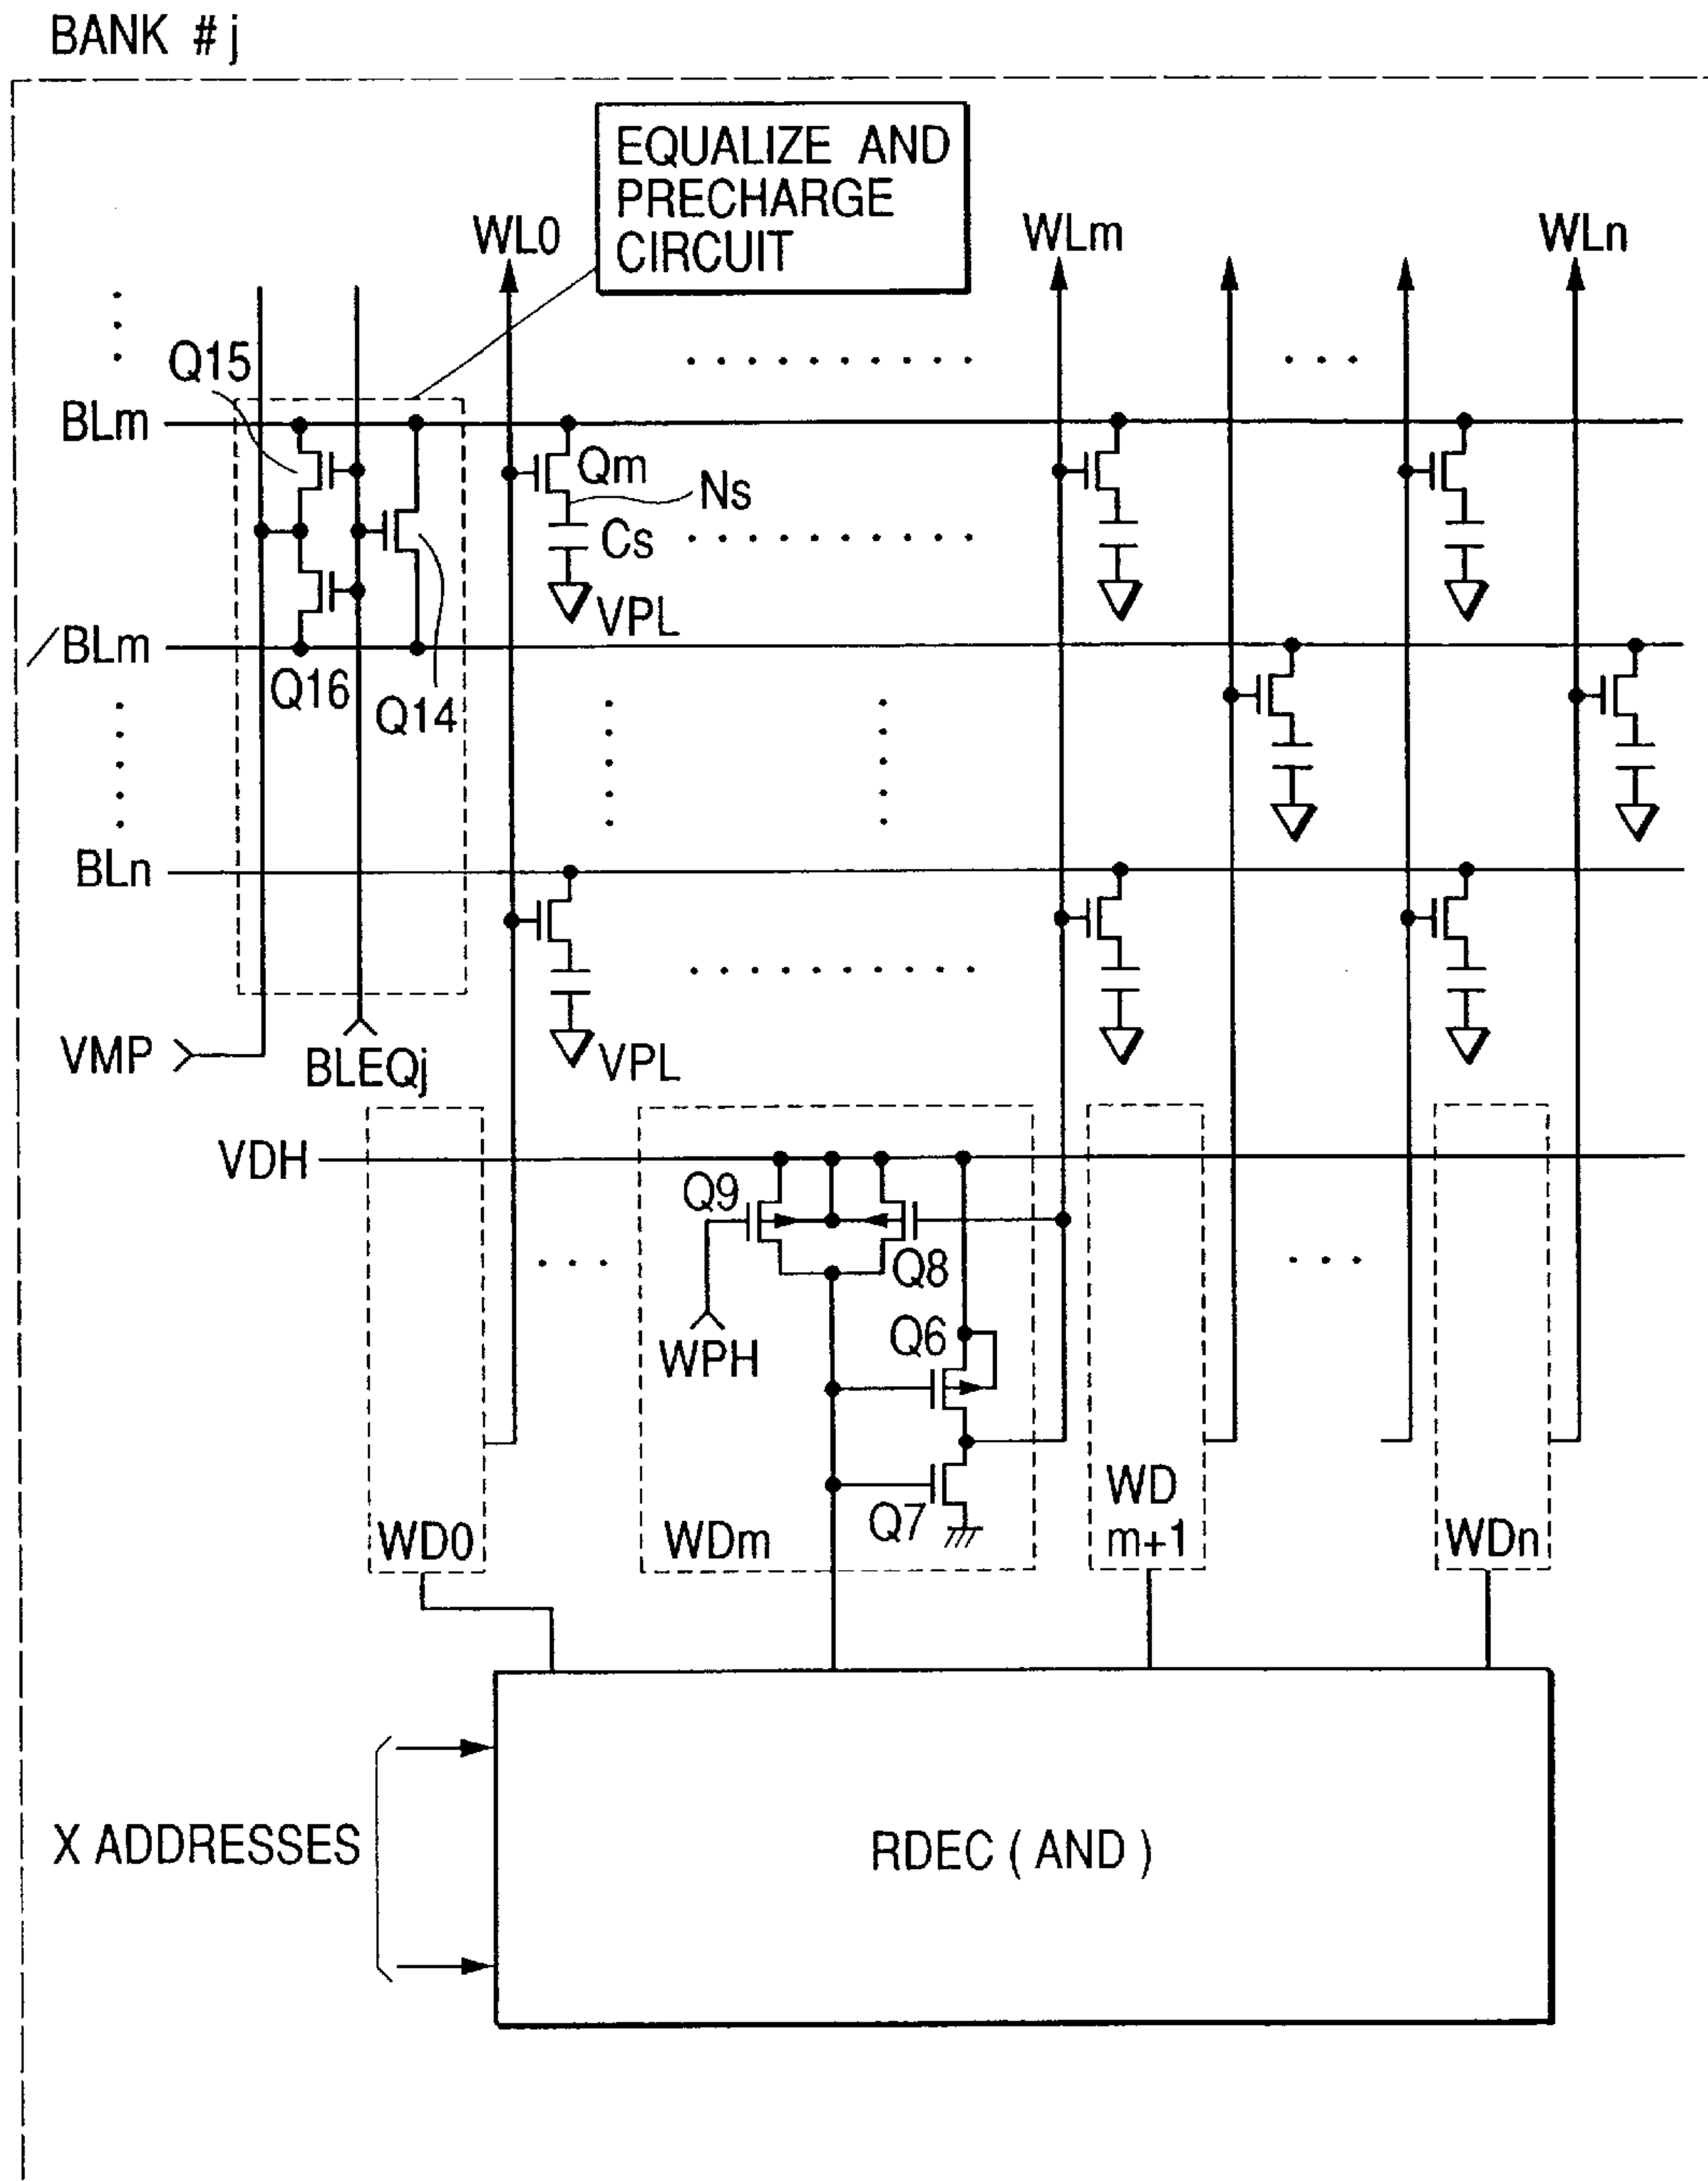 BANK # j
EQUALIZE AND
PRECHARGE
CIRCUIT
WL0
WLm
WLn
Q15
BLm
Qm
Ns
Cs
VPL
/BLm
Q16
Q14
BLn
VMP
BLEQj
VPL
VDH
Q9
Q8
WPH
Q6
Q7
WD0
WDm
WD
m+1
WDn
X ADDRESSES
RDEC ( AND )